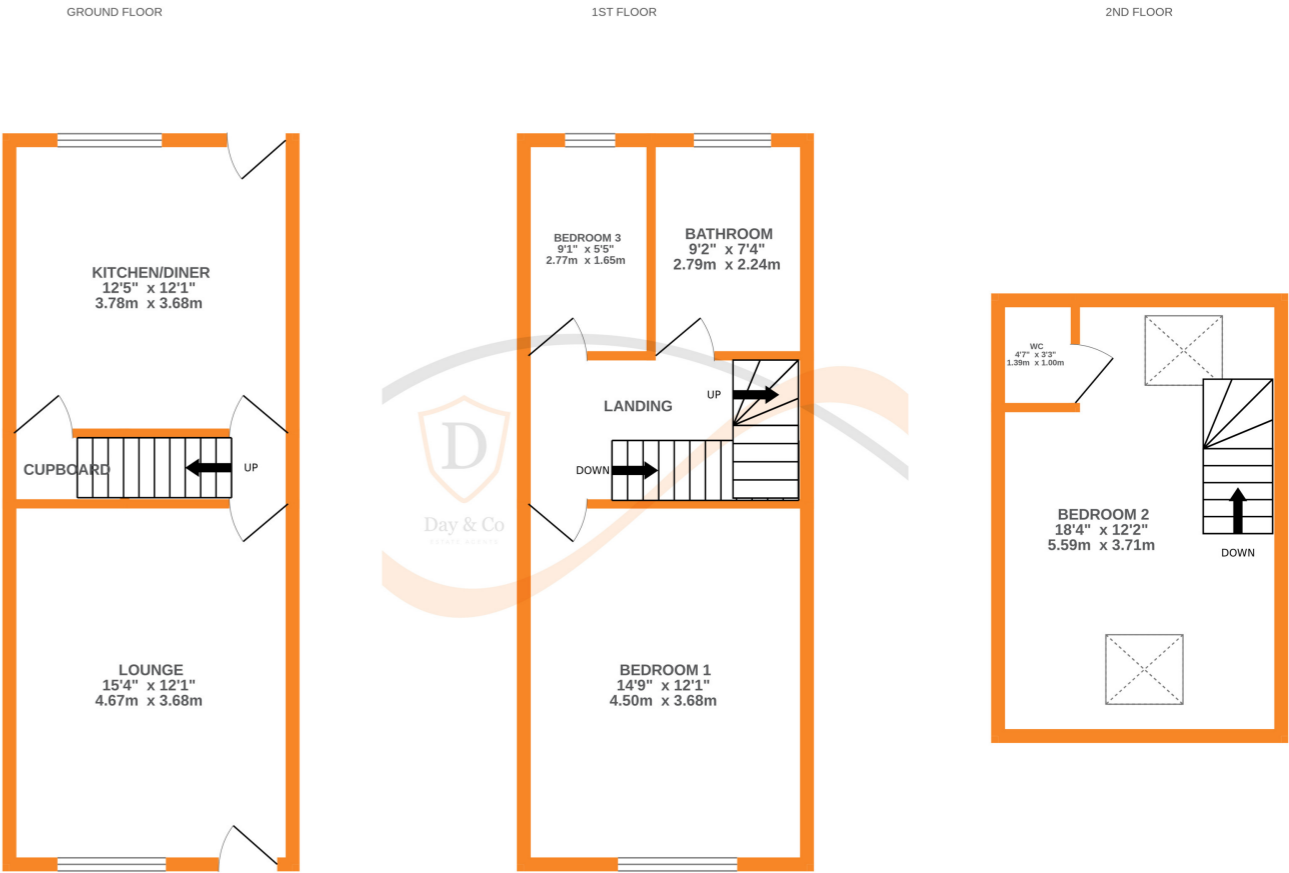 GROUND FLOOR
1ST FLOOR
2ND FLOOR
KITCHEN/DINER
12'5" x 12'1"
3.78m x 3.68m
CUPBOARD
UP
LOUNGE
15'4" x 12'1"
4.67m x 3.68m
BEDROOM 3
9'1" x 5'5"
2.77m x 1.65m
BATHROOM
9'2" x 7'4"
2.79m x 2.24m
LANDING
UP
DOWN
D
Day & Co
ESTATE AGENTS
BEDROOM 1
14'9" x 12'1"
4.50m x 3.68m
WC
4'7" x 3'3"
1.39m x 1.00m
BEDROOM 2
18'4" x 12'2"
5.59m x 3.71m
DOWN